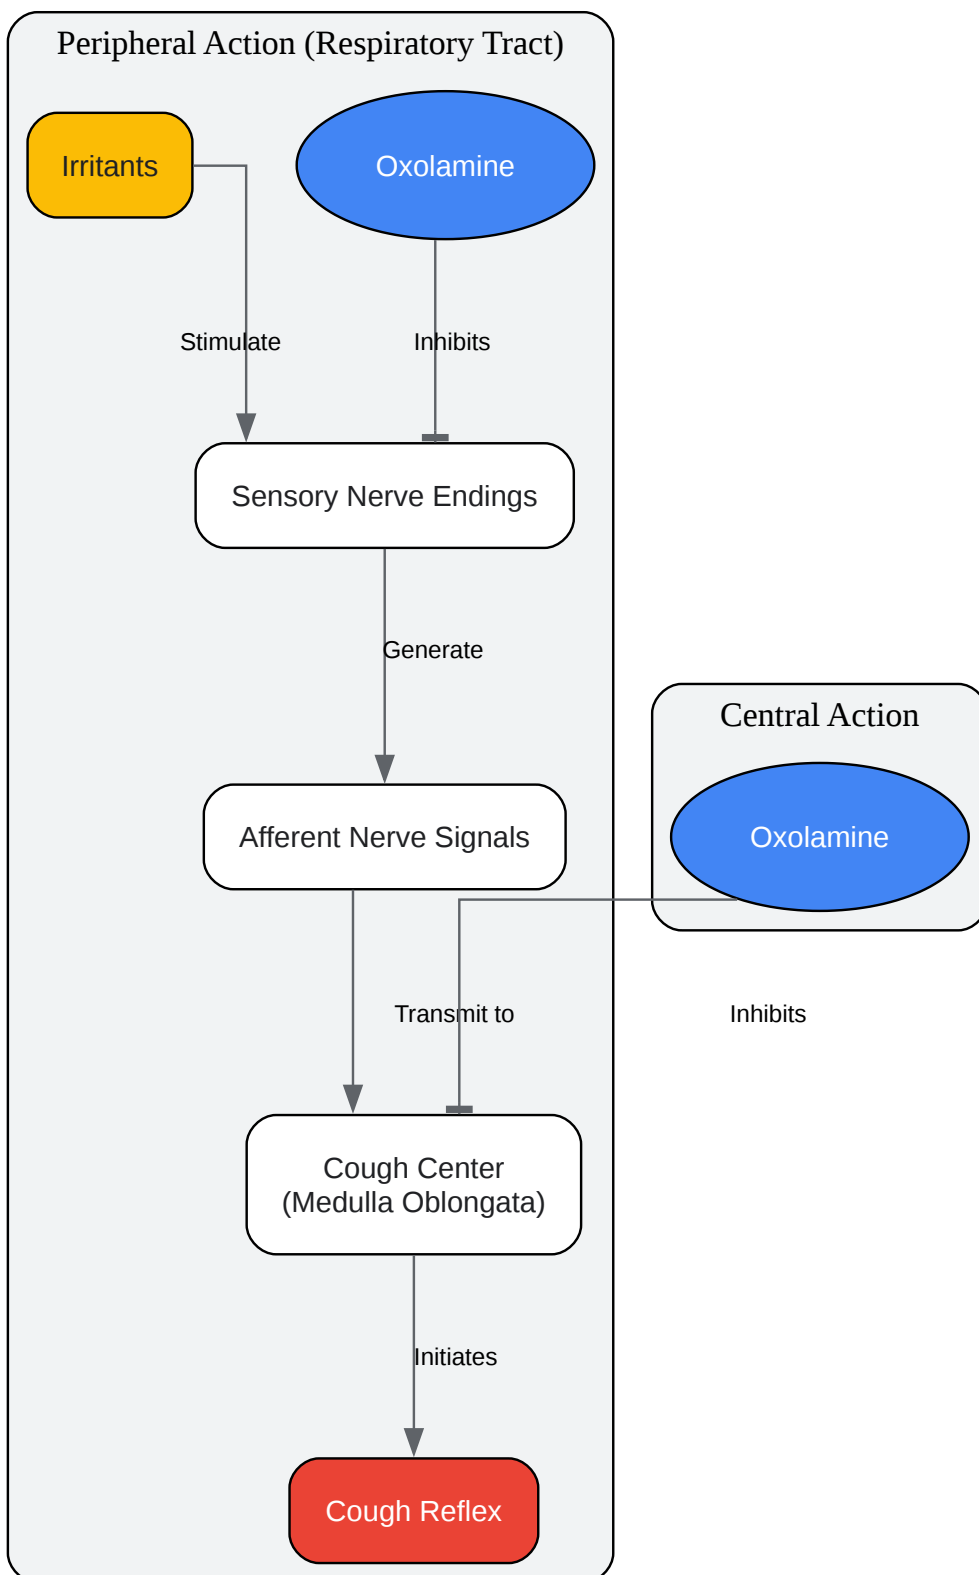 Peripheral Action (Respiratory Tract)
Irritants
Oxolamine
Stimulate
Inhibits
Sensory Nerve Endings
Generate
Central Action
Afferent Nerve Signals
Oxolamine
Transmit to
Inhibits
Cough Center
(Medulla Oblongata)
Initiates
Cough Reflex